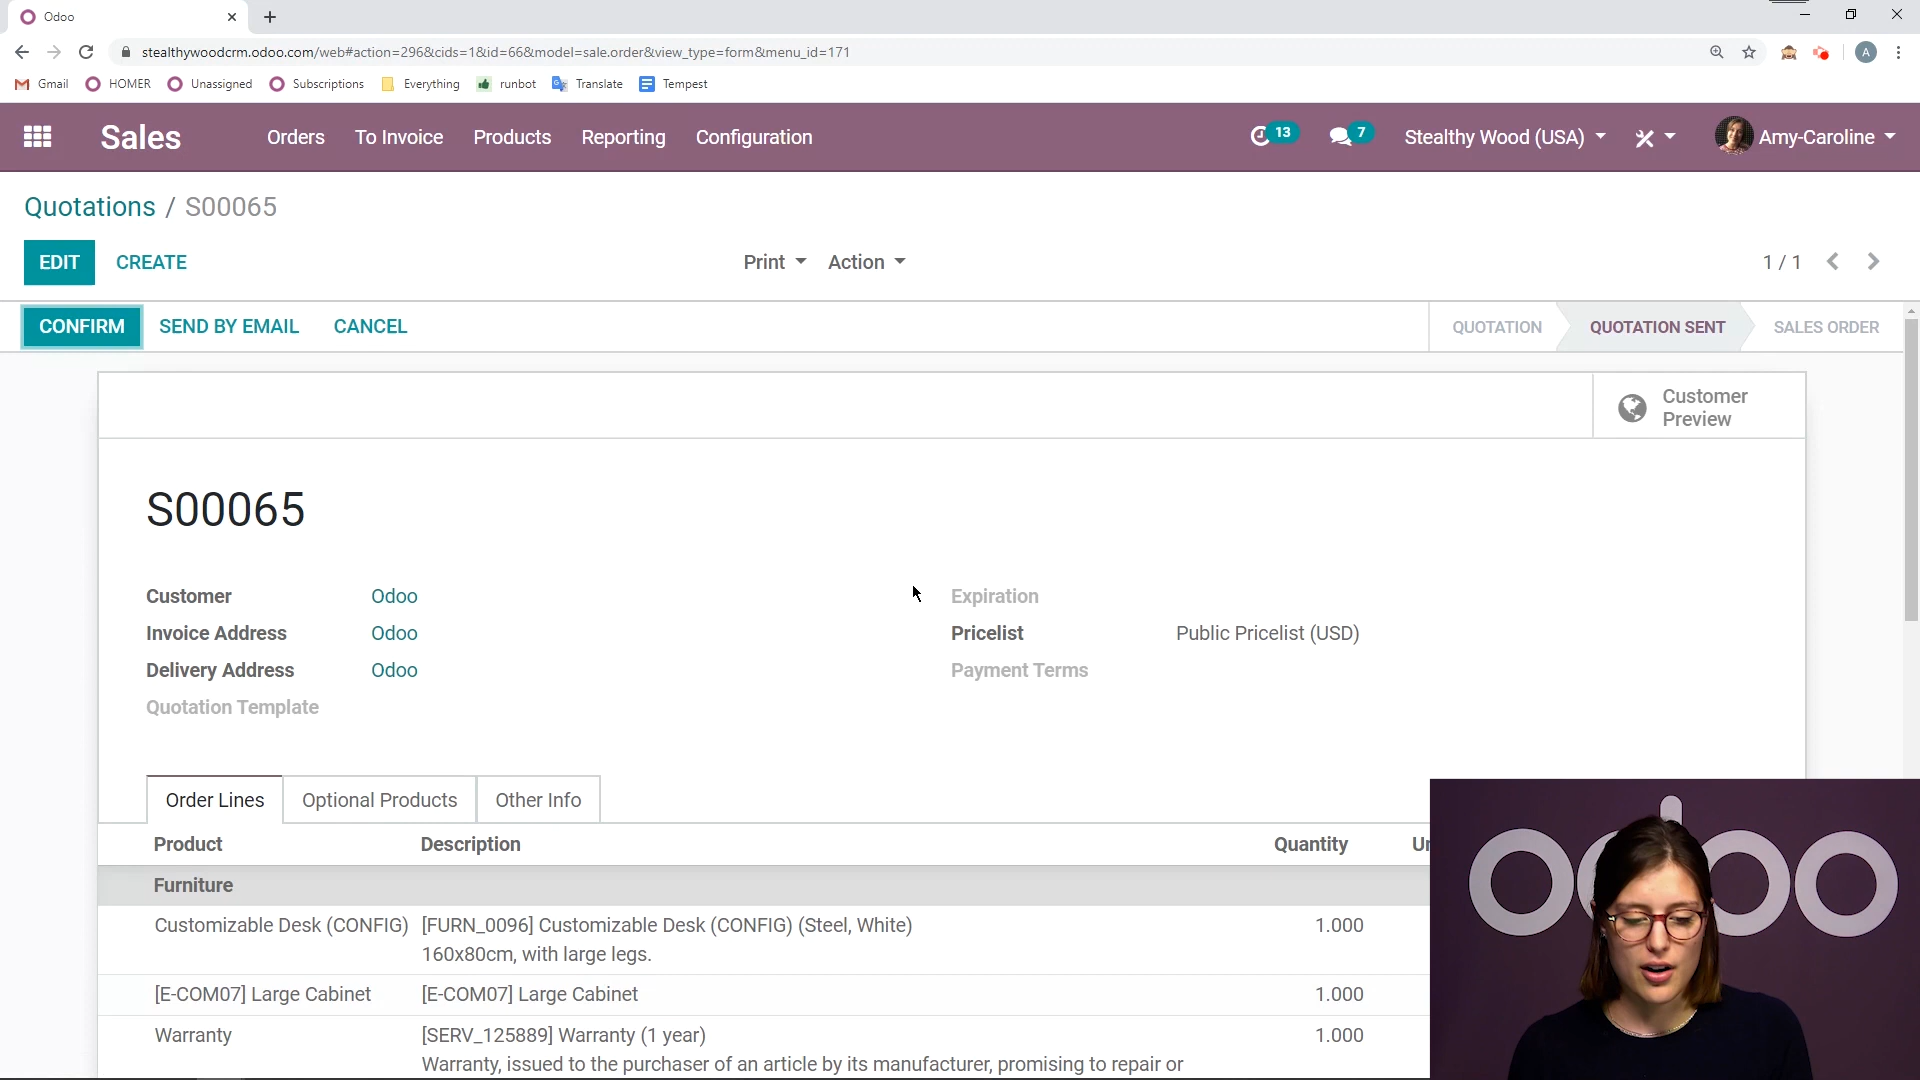 Odoo
stealthywoodcrm.odoo.com/web#action=296&cids=1&id=66&model=sale.order&view_type=form&menu_id=171
A
Gmail HOMER Unassigned Subscriptions Everything runbot Translate Tempest
Sales Orders To Invoice Products Reporting Configuration 13 7 Stealthy Wood (USA) Amy-Caroline
Quotations / S00065
EDIT CREATE Print Action 1 / 1
CONFIRM SEND BY EMAIL CANCEL QUOTATION QUOTATION SENT SALES ORDER
Customer
Preview
S00065
Customer Odoo Expiration
Invoice Address Odoo Pricelist Public Pricelist (USD)
Delivery Address Odoo Payment Terms
Quotation Template
Order Lines Optional Products Other Info
Product Description Quantity
Furniture
Customizable Desk (CONFIG) [FURN_0096] Customizable Desk (CONFIG) (Steel, White) 1.000
160x80cm, with large legs.
[E-COM07] Large Cabinet [E-COM07] Large Cabinet 1.000
Warranty [SERV_125889] Warranty (1 year) 1.000
Warranty, issued to the purchaser of an article by its manufacturer, promising to repair or
odoo